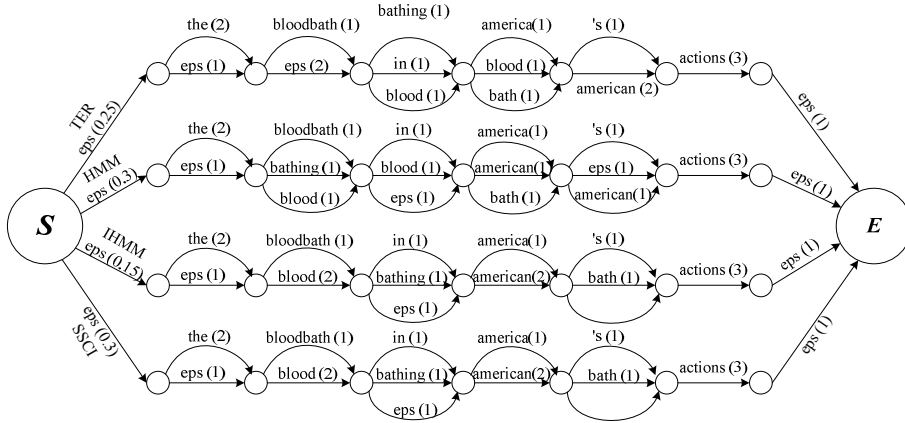 bathing (1)
the (2) bloodbath (1) america(1) 's (1)
eps (1) eps (2) in (1) blood (1) american (2) actions (3)
blood (1) bath (1)
TER
eps (0.25)
eps (1)
the (2) bloodbath (1) in (1) america(1) 's (1)
eps (1) bathing (1) blood (1) american(1) eps (1) actions (3)
blood (1) eps (1) bath (1) american(1)
HMM
eps (0.3)
eps (1)
S
E
the (2) bloodbath (1) in (1) america(1) 's (1)
eps (1) blood (2) bathing (1) american(2) bath (1) actions (3)
eps (1)
IHMM
eps (0.15)
eps (1)
the (2) bloodbath (1) in (1) america(1) 's (1)
eps (1) blood (2) bathing (1) american(2) bath (1) actions (3)
eps (1)
eps (0.3)
SSCI
eps (1)